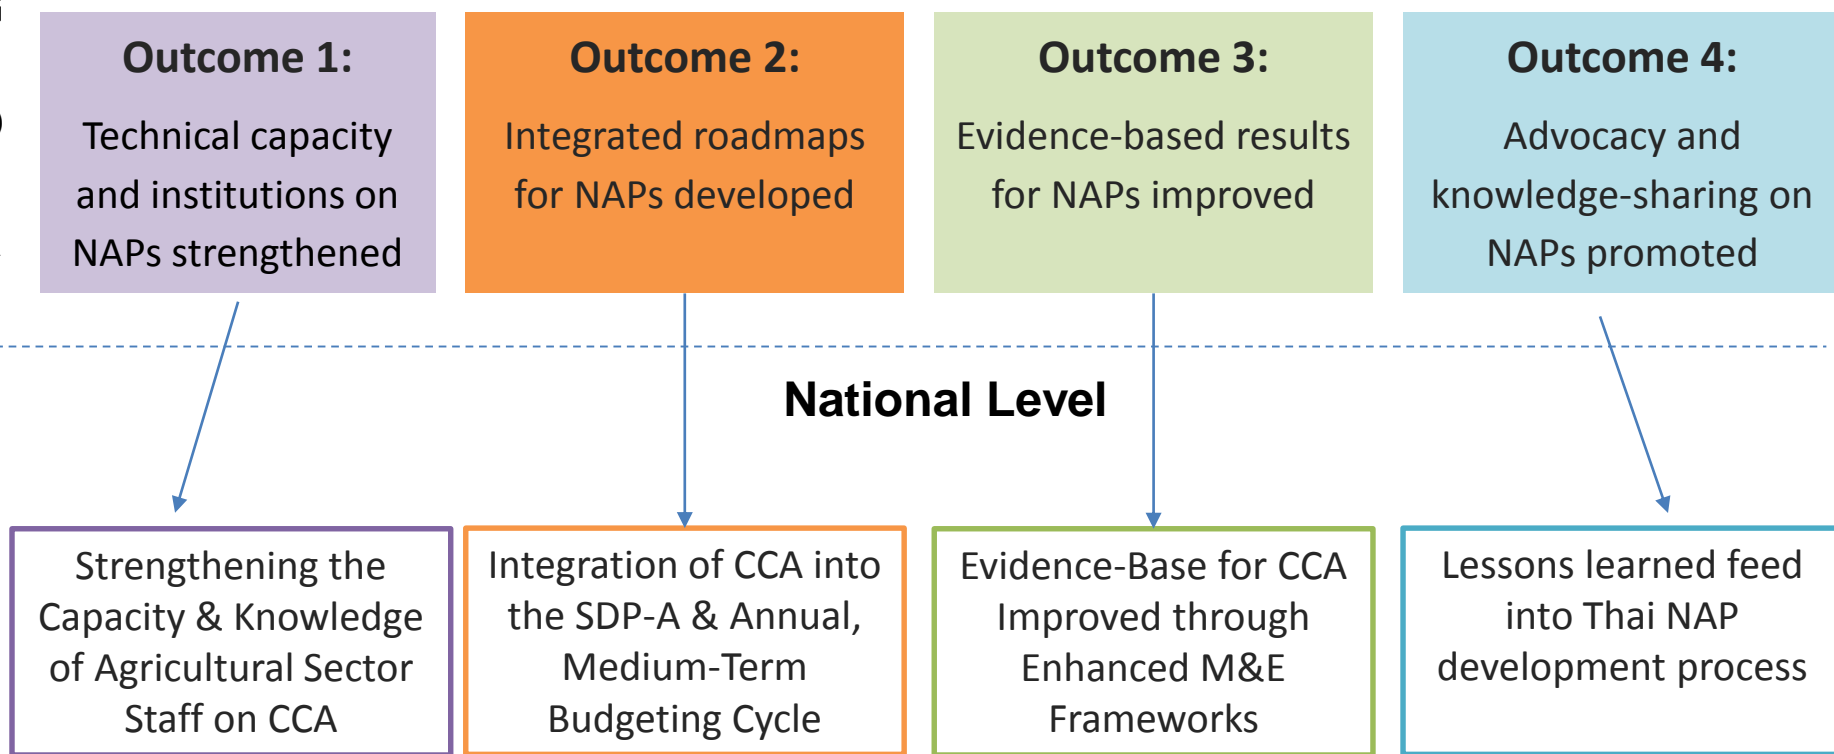 Outcome 1:
Technical capacity
and institutions on
NAPs strengthened
Outcome 2:
Integrated roadmaps
for NAPs developed
Outcome 3:
Evidence-based results
for NAPs improved
Outcome 4:
Advocacy and
knowledge-sharing on
NAPs promoted
National Level
Strengthening the
Capacity & Knowledge
of Agricultural Sector
Staff on CCA
Integration of CCA into
the SDP-A & Annual,
Medium-Term
Budgeting Cycle
Evidence-Base for CCA
Improved through
Enhanced M&E
Frameworks
Lessons learned feed
into Thai NAP
development process